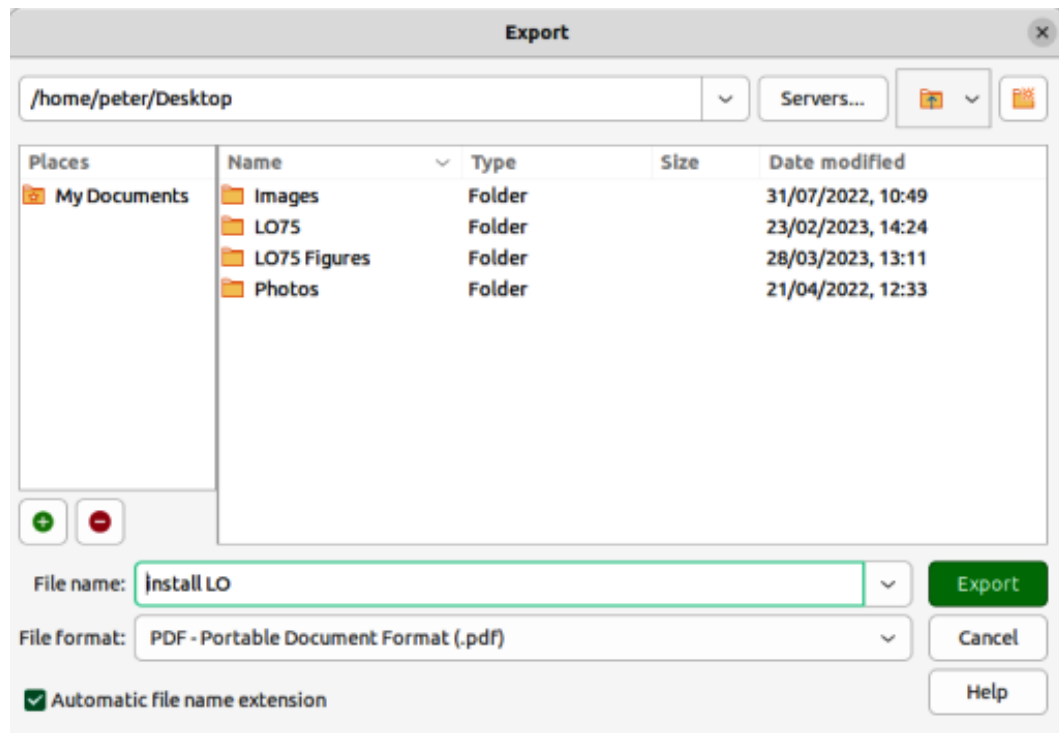 Export
/home/peter/Desktop
Servers...
Places
Name Type Size Date modified
My Documents
Images Folder 31/07/2022, 10:49
LO75 Folder 23/02/2023, 14:24
LO75 Figures Folder 28/03/2023, 13:11
Photos Folder 21/04/2022, 12:33
File name: install LO
Export
File format: PDF - Portable Document Format (.pdf)
Cancel
Automatic file name extension
Help